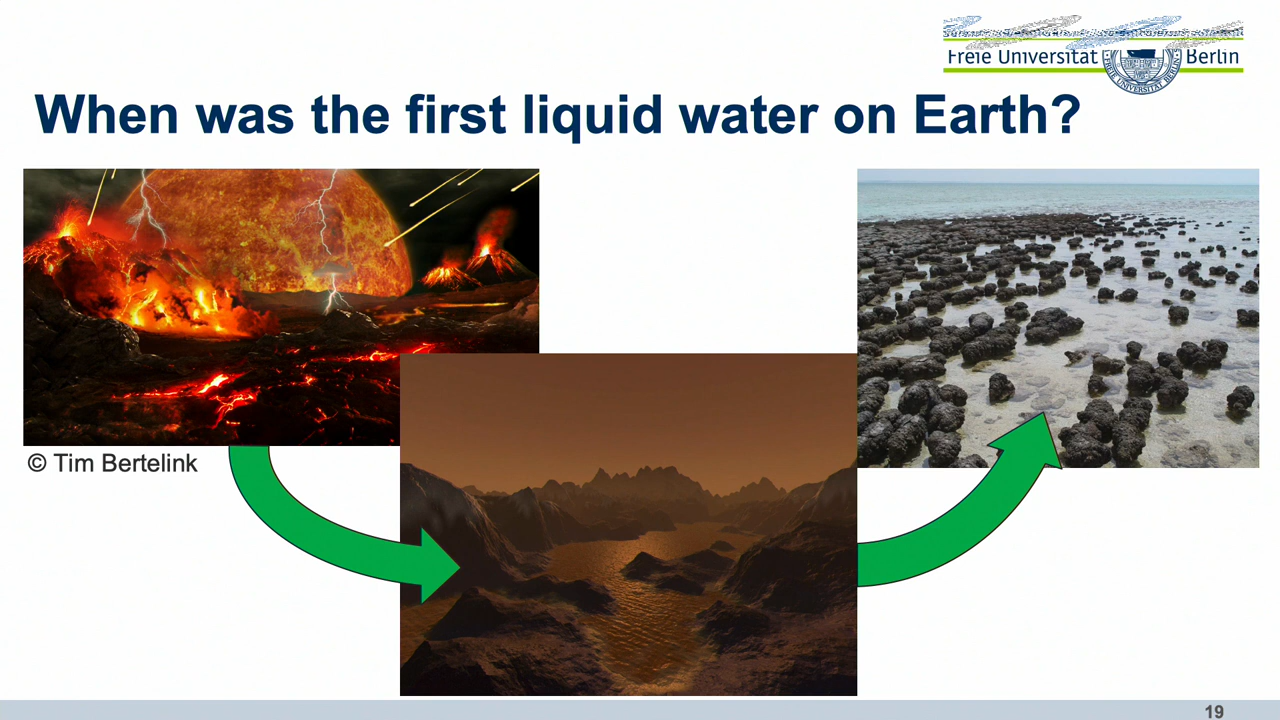 Freie Universität Berlin
When was the first liquid water on Earth?
© Tim Bertelink
19